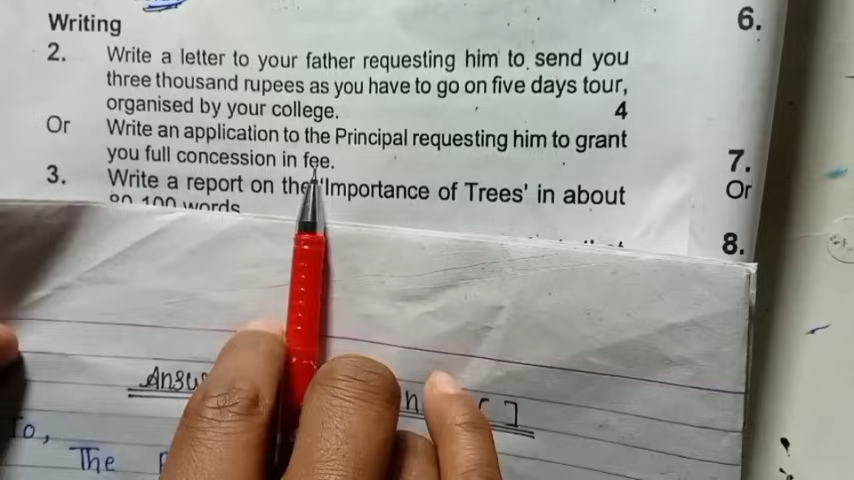 Writing
6.
2. Write a letter to your father requesting him to send you
three thousand rupees as you have to go on five days tour,
organised by your college. 4
Or Write an application to the Principal requesting him to grant
you full concession in fee.
7.
3. Write a report on the 'Importance of Trees' in about
Or
80-100 words
8.
To,
The